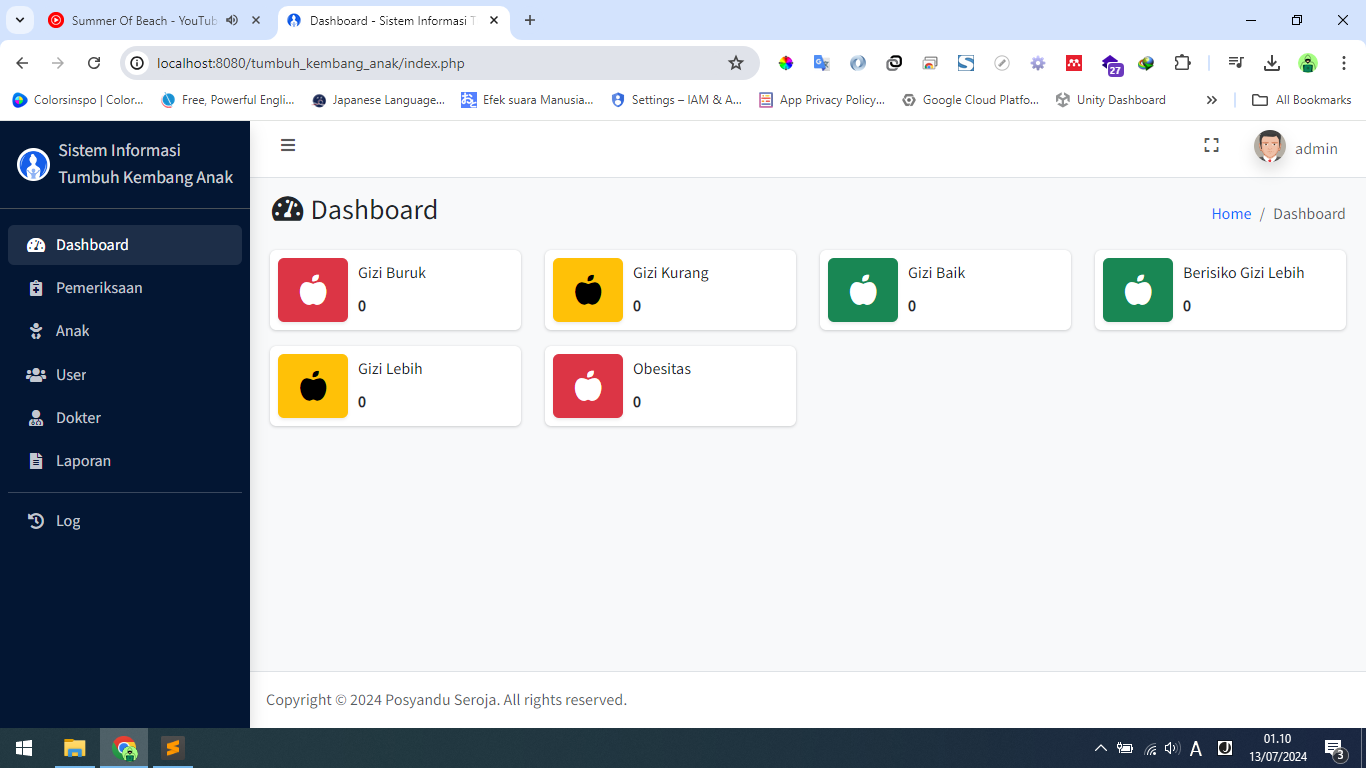 Summer Of Beach - YouTub
Dashboard - Sistem Informasi T
localhost:8080/tumbuh_kembang_anak/index.php
27
Colorsinspo | Color...
Free, Powerful Engli...
Japanese Language...
Efek suara Manusia...
Settings – IAM & A...
App Privacy Policy...
Google Cloud Platfo...
Unity Dashboard
All Bookmarks
Sistem Informasi
Tumbuh Kembang Anak
admin
Dashboard
Home / Dashboard
Dashboard
Pemeriksaan
Anak
User
Dokter
Laporan
Log
Gizi Buruk
0
Gizi Kurang
0
Gizi Baik
0
Berisiko Gizi Lebih
0
Gizi Lebih
0
Obesitas
0
Copyright © 2024 Posyandu Seroja. All rights reserved.
A
01.10
13/07/2024
3